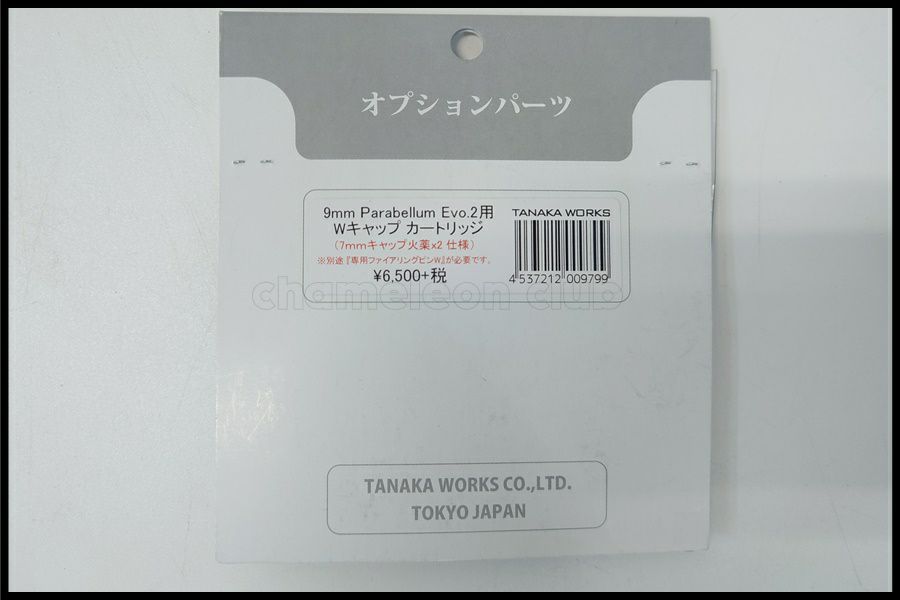 オプションパーツ
9mm Parabellum Evo.2用
Wキャップ カートリッジ
(7mmキャップ火薬x2 仕様)
※別途『専用ファイアリングピンW』が必要です。
¥6,500+税
TANAKA WORKS
4 537212 009799
chameleon club
TANAKA WORKS CO.,LTD.
TOKYO JAPAN